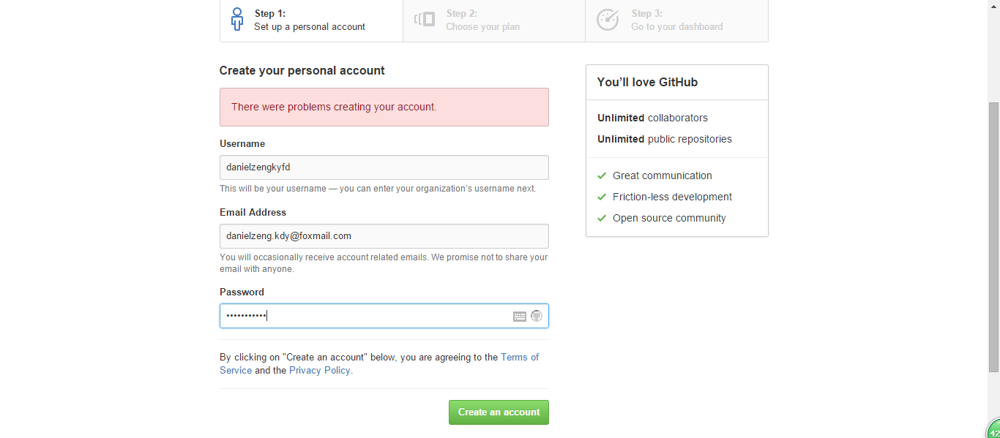 Step 1:
Set up a personal account
Step 2:
Choose your plan
Step 3:
Go to your dashboard
Create your personal account
There were problems creating your account.
Username
danielzengkyfd
This will be your username — you can enter your organization's username next.
Email Address
danielzeng.kdy@foxmail.com
You will occasionally receive account related emails. We promise not to share your
email with anyone.
Password
•••••••••••
By clicking on "Create an account" below, you are agreeing to the Terms of
Service and the Privacy Policy.
Create an account
You'll love GitHub
Unlimited collaborators
Unlimited public repositories
Great communication
Friction-less development
Open source community